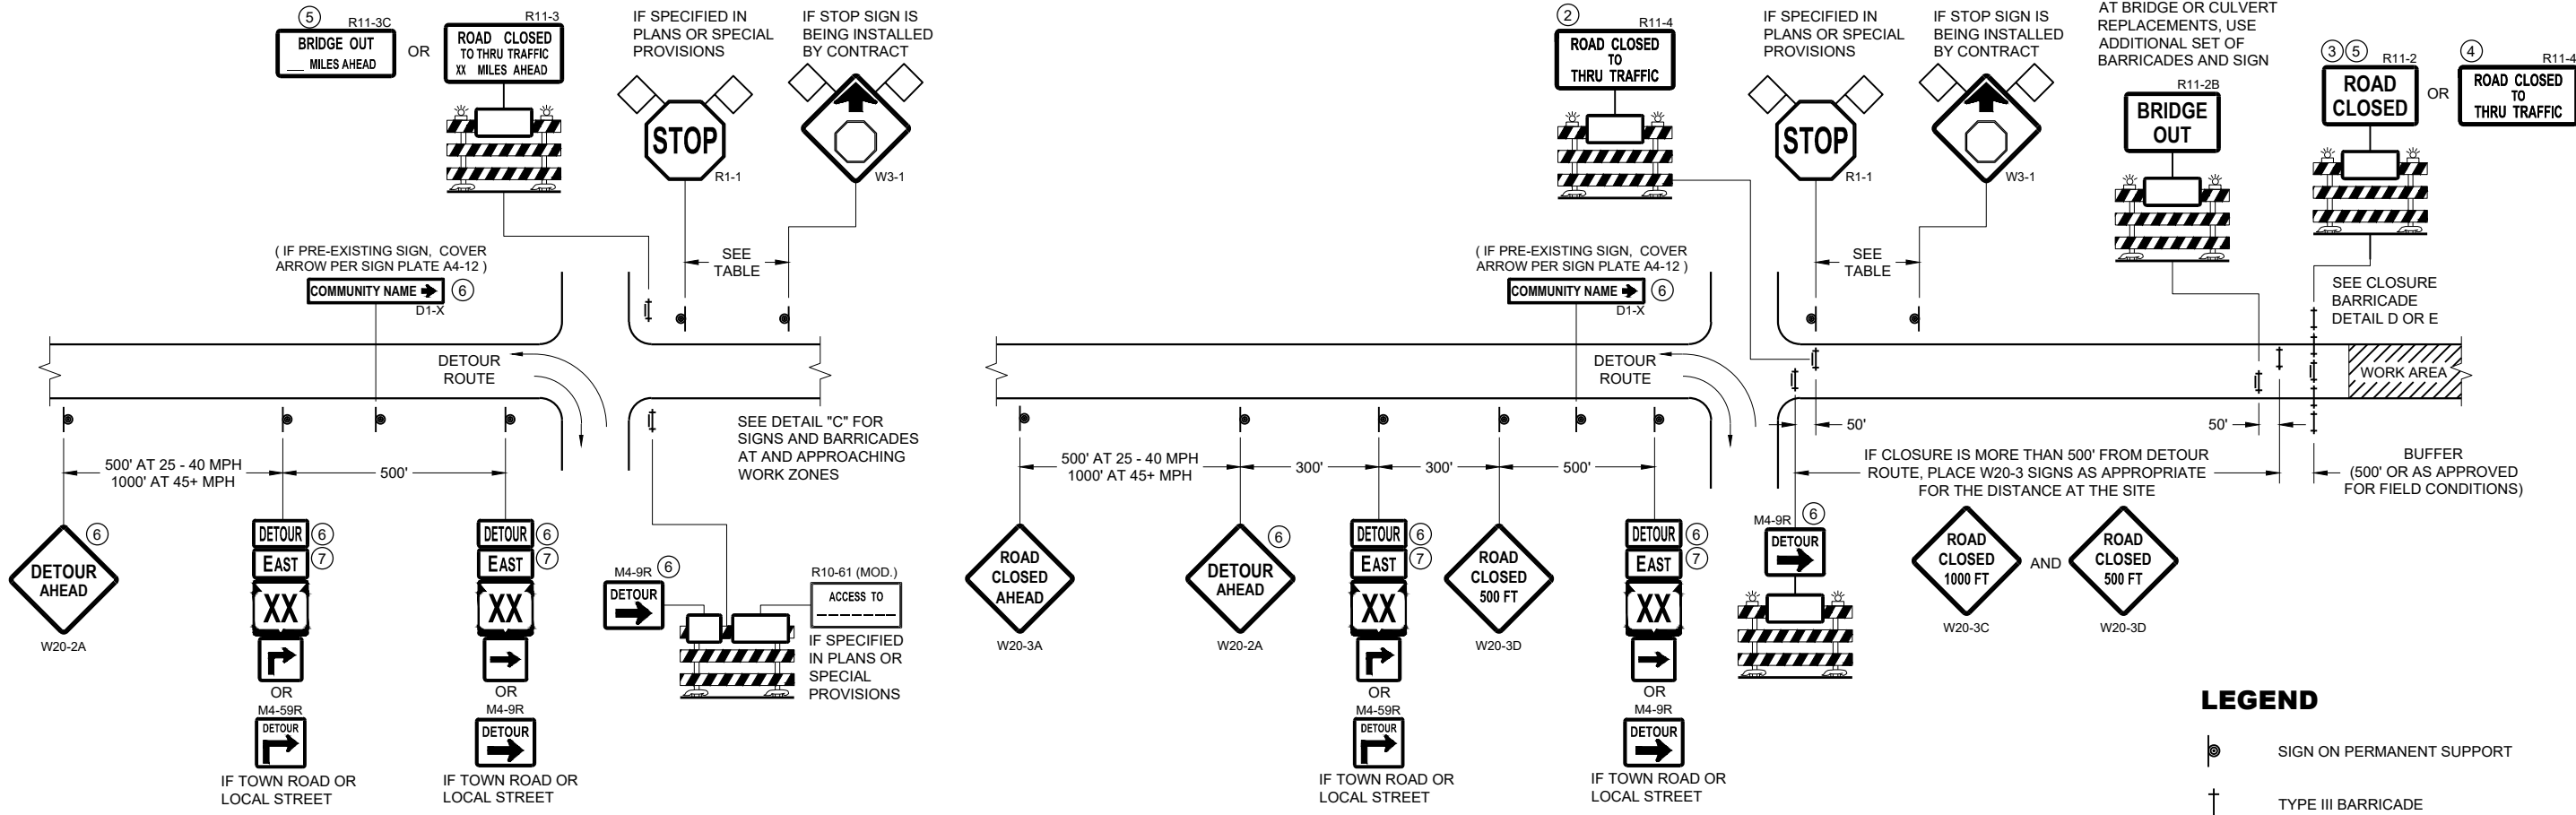 5
R11-3C
BRIDGE OUT
___ MILES AHEAD
OR
R11-3
ROAD CLOSED
TO THRU TRAFFIC
XX MILES AHEAD
IF SPECIFIED IN
PLANS OR SPECIAL
PROVISIONS
STOP
R1-1
IF STOP SIGN IS
BEING INSTALLED
BY CONTRACT
W3-1
SEE
TABLE
( IF PRE-EXISTING SIGN, COVER
ARROW PER SIGN PLATE A4-12 )
COMMUNITY NAME
6
D1-X
DETOUR
ROUTE
SEE DETAIL "C" FOR
SIGNS AND BARRICADES
AT AND APPROACHING
WORK ZONES
500' AT 25 - 40 MPH
1000' AT 45+ MPH
500'
6
DETOUR
AHEAD
W20-2A
DETOUR
6
EAST
7
XX
OR
M4-59R
DETOUR
IF TOWN ROAD OR
LOCAL STREET
DETOUR
6
EAST
7
XX
OR
M4-9R
DETOUR
IF TOWN ROAD OR
LOCAL STREET
M4-9R
6
DETOUR
R10-61 (MOD.)
ACCESS TO
_______
IF SPECIFIED
IN PLANS OR
SPECIAL
PROVISIONS
2
R11-4
ROAD CLOSED
TO
THRU TRAFFIC
IF SPECIFIED IN
PLANS OR SPECIAL
PROVISIONS
STOP
R1-1
IF STOP SIGN IS
BEING INSTALLED
BY CONTRACT
W3-1
SEE
TABLE
AT BRIDGE OR CULVERT
REPLACEMENTS, USE
ADDITIONAL SET OF
BARRICADES AND SIGN
R11-2B
BRIDGE
OUT
3 5
R11-2
ROAD
CLOSED
OR
4
R11-4
ROAD CLOSED
TO
THRU TRAFFIC
SEE CLOSURE
BARRICADE
DETAIL D OR E
( IF PRE-EXISTING SIGN, COVER
ARROW PER SIGN PLATE A4-12 )
COMMUNITY NAME
6
D1-X
DETOUR
ROUTE
WORK AREA
50'
50'
500' AT 25 - 40 MPH
1000' AT 45+ MPH
300'
300'
500'
IF CLOSURE IS MORE THAN 500' FROM DETOUR
ROUTE, PLACE W20-3 SIGNS AS APPROPRIATE
FOR THE DISTANCE AT THE SITE
BUFFER
(500' OR AS APPROVED
FOR FIELD CONDITIONS)
ROAD
CLOSED
AHEAD
W20-3A
6
DETOUR
AHEAD
W20-2A
DETOUR
6
EAST
7
XX
OR
M4-59R
DETOUR
IF TOWN ROAD OR
LOCAL STREET
ROAD
CLOSED
500 FT
W20-3D
DETOUR
6
EAST
7
XX
OR
M4-9R
DETOUR
IF TOWN ROAD OR
LOCAL STREET
M4-9R
6
DETOUR
ROAD
CLOSED
1000 FT
W20-3C
AND
ROAD
CLOSED
500 FT
W20-3D
LEGEND
SIGN ON PERMANENT SUPPORT
TYPE III BARRICADE